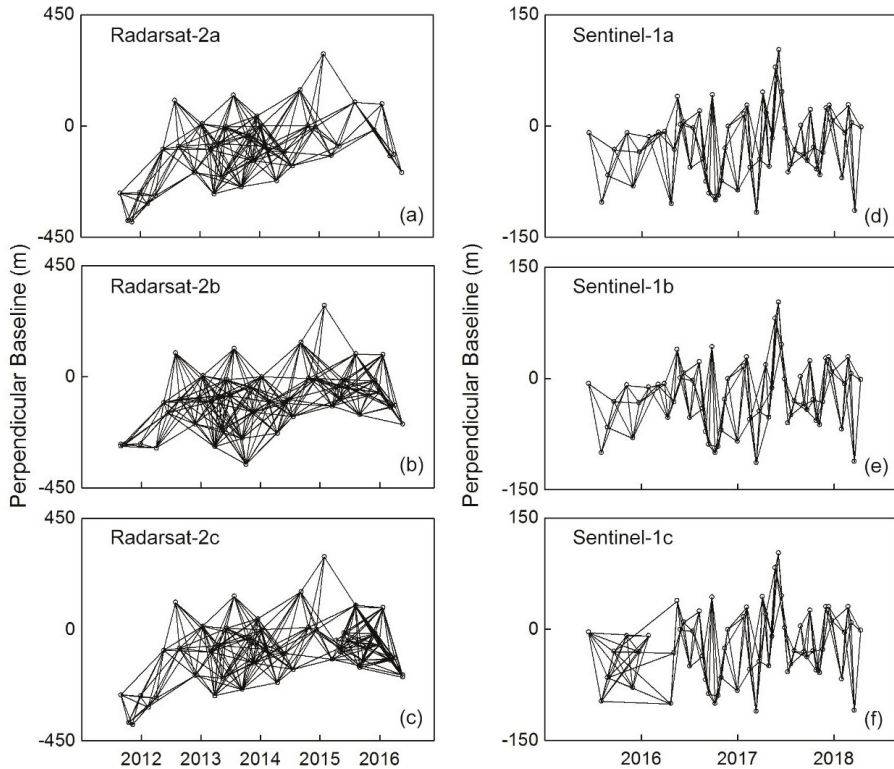 450
Radarsat-2a
0
(a)
-450
450
Radarsat-2b
0
(b)
-450
450
Radarsat-2c
0
(c)
-450
2012 2013 2014 2015 2016
Perpendicular Baseline (m)
150
Sentinel-1a
0
(d)
-150
150
Sentinel-1b
0
(e)
-150
150
Sentinel-1c
0
(f)
-150
2016 2017 2018
Perpendicular Baseline (m)